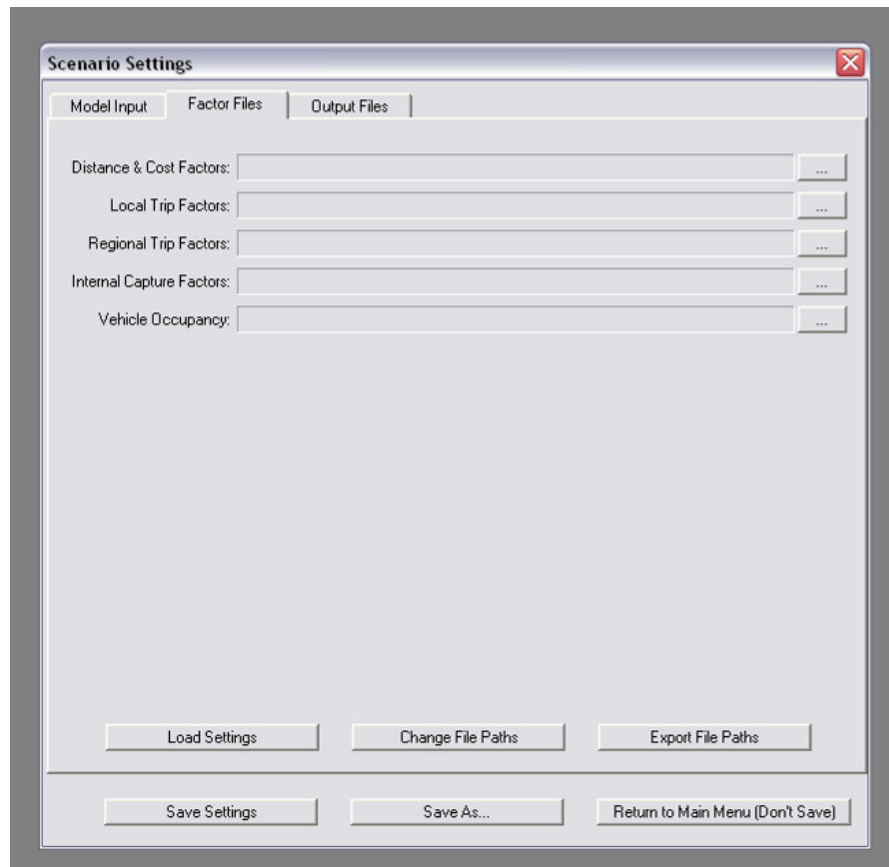 Scenario Settings
Model Input Factor Files Output Files
Distance & Cost Factors: ...
Local Trip Factors: ...
Regional Trip Factors: ...
Internal Capture Factors: ...
Vehicle Occupancy: ...
Load Settings Change File Paths Export File Paths
Save Settings Save As... Return to Main Menu (Don't Save)